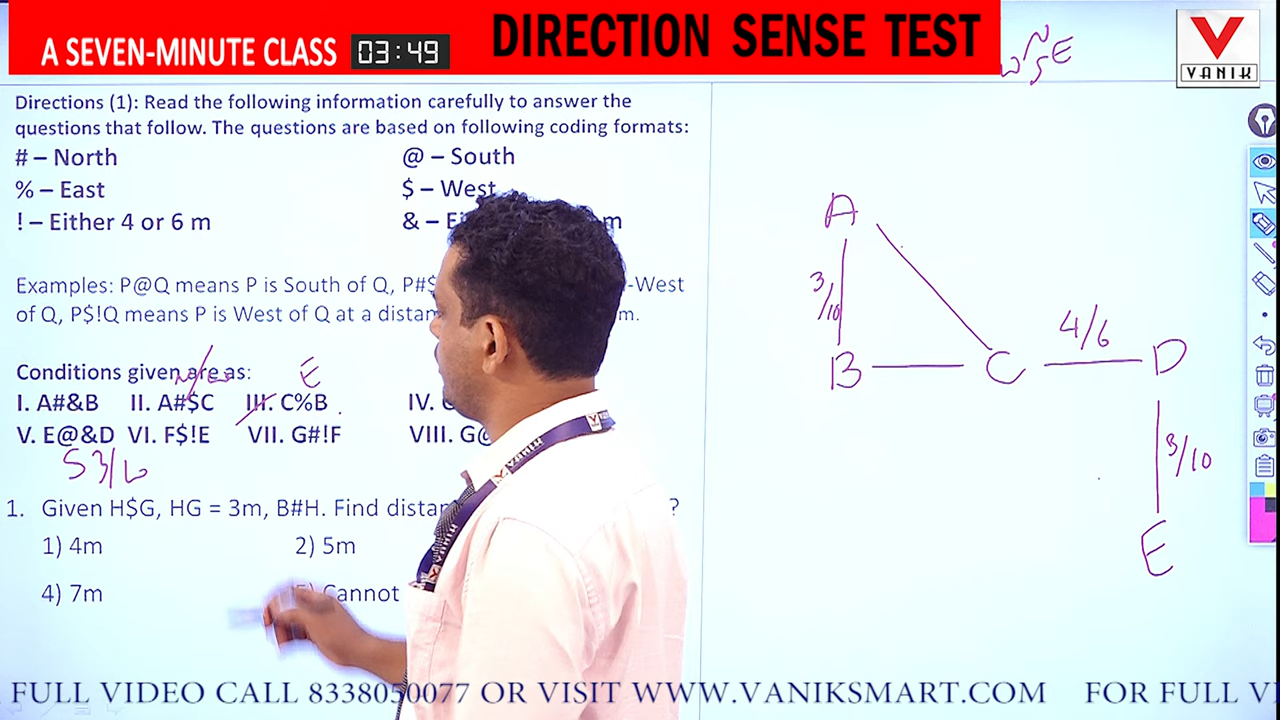 A SEVEN-MINUTE CLASS 03:49 DIRECTION SENSE TEST
VANIK
N
W E
S
Directions (1): Read the following information carefully to answer the
questions that follow. The questions are based on following coding formats:
# – North @ – South
% – East $ – West
! – Either 4 or 6 m & – m
Examples: P@Q means P is South of Q, P#$ -West
of Q, P$!Q means P is West of Q at a m.
Conditions given are as:
N/W E
I. A#&B II. A#$C III. C%B IV.
V. E@&D VI. F$!E VII. G#!F VIII.
1. Given H$G, HG = 3m, B#H. Find ?
1) 4m 2) 5m
4) 7m Cannot
A
3/10
4/6
B C D
3/10
E
FULL VIDEO CALL 8338050077 OR VISIT WWW.VANIKSMART.COM FOR FULL